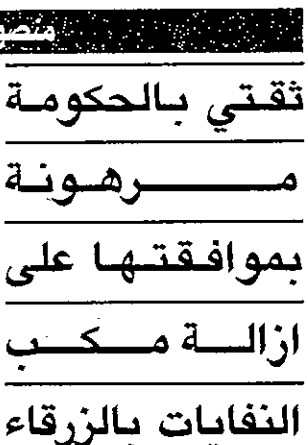 ثقتي بالحكومة
مرهونة
بموافقتها على
ازالة مكب
النفايات بالزرقاء